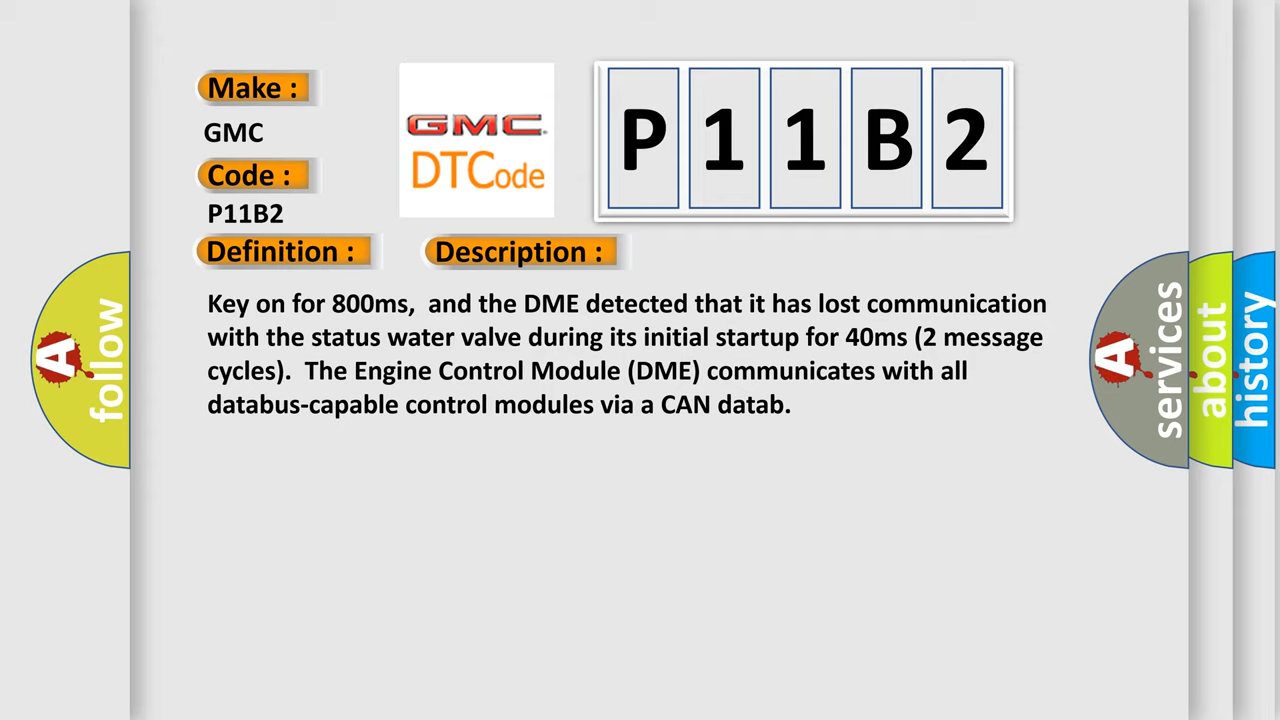 Make :
GMC
Code :
P11B2
Definition :
Description :
GMC
DTCode
P 1 1 B 2
Key on for 800ms, and the DME detected that it has lost communication
with the status water valve during its initial startup for 40ms (2 message
cycles). The Engine Control Module (DME) communicates with all
databus-capable control modules via a CAN datab.
A follow
A services
about
history